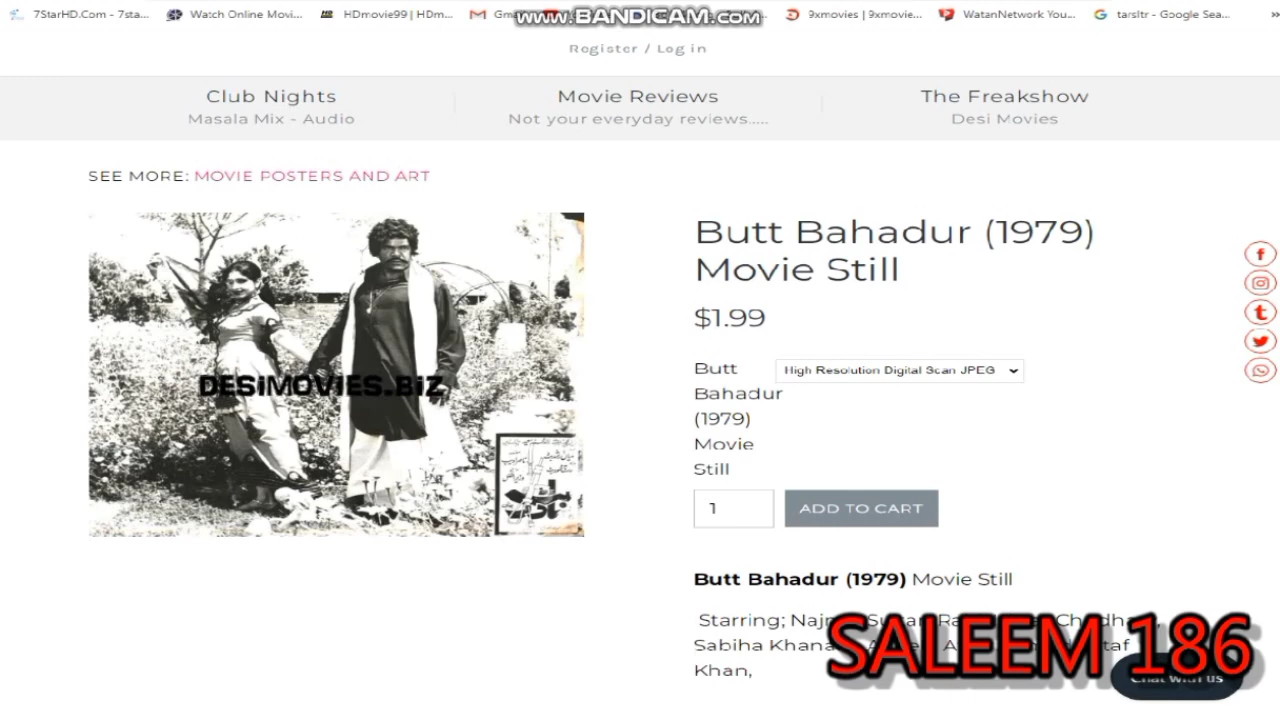 7StarHD.Com - 7sta...
Watch Online Movi...
HDmovie99 | HDm...
www.BANDICAM.com
9xmovies | 9xmovie...
WatanNetwork You...
tarsltr - Google Sea...
»
Register / Log in
Club Nights
Masala Mix - Audio
Movie Reviews
Not your everyday reviews.....
The Freakshow
Desi Movies
SEE MORE: MOVIE POSTERS AND ART
DESIMOVIES.BIZ
Butt Bahadur (1979)
Movie Still
$1.99
Butt
Bahadur
(1979)
Movie
Still
High Resolution Digital Scan JPEG
1
ADD TO CART
Butt Bahadur (1979) Movie Still
Starring;
Sabiha
Khan,
SALEEM 186
Chat with us